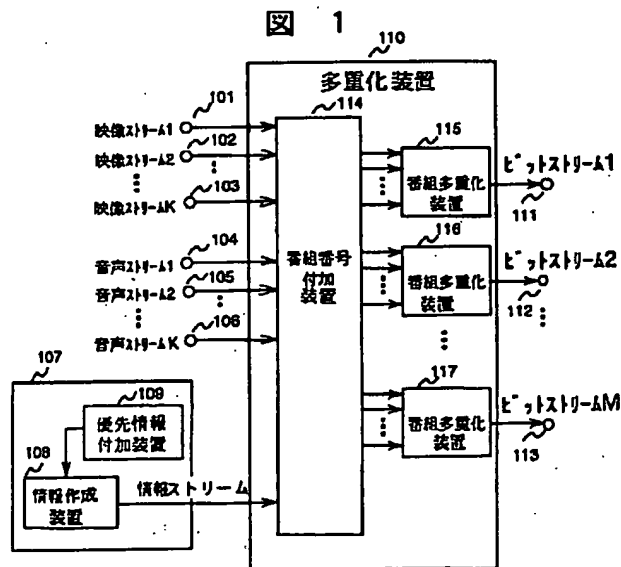 図 1
110
多重化装置
101
映像ストリーム1
102
映像ストリーム2
103
映像ストリームK
104
音声ストリーム1
105
音声ストリーム2
106
音声ストリームK
107
109
優先情報
付加装置
108
情報作成
装置
情報ストリーム
114
番組番号
付加
装置
115
番組多重化
装置
ビットストリーム1
111
116
番組多重化
装置
ビットストリーム2
112
117
番組多重化
装置
ビットストリームM
113